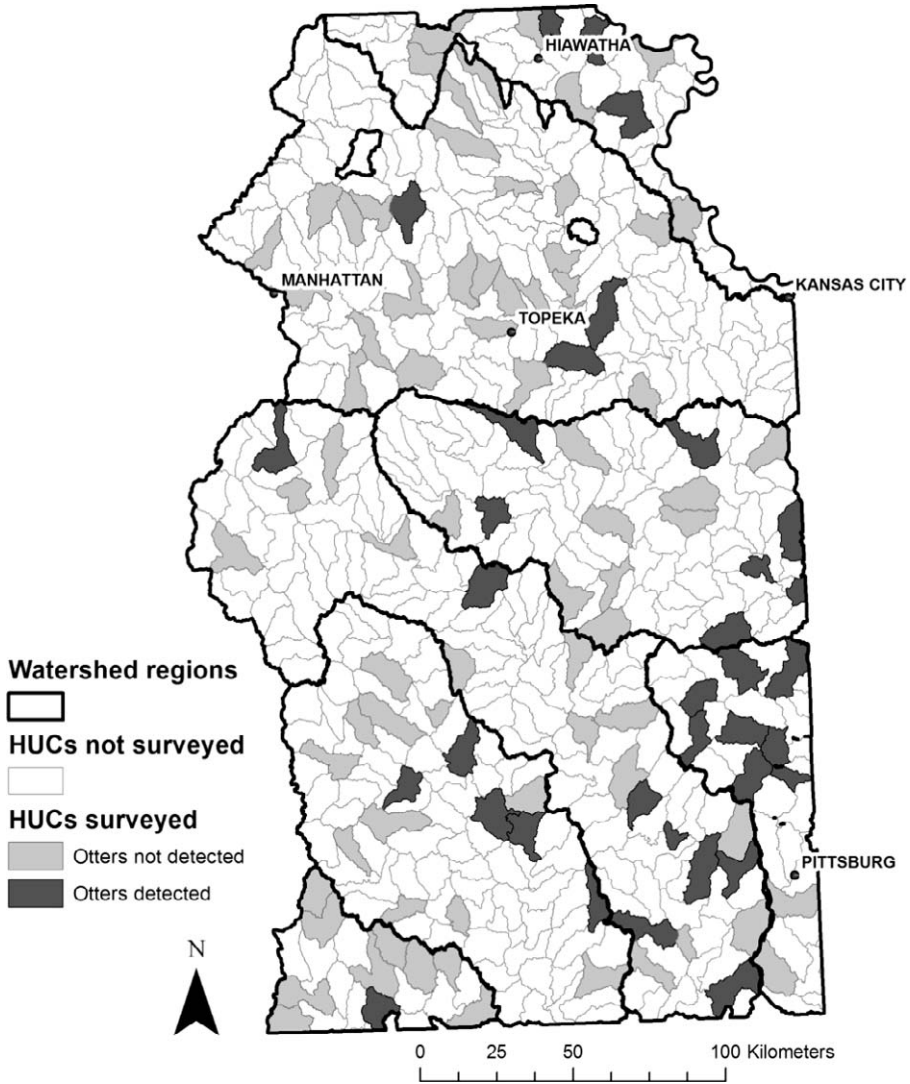 HIAWATHA
MANHATTAN
KANSAS CITY
TOPEKA
Watershed regions
HUCs not surveyed
HUCs surveyed
Otters not detected
Otters detected
PITTSBURG
N
0 25 50 100 Kilometers